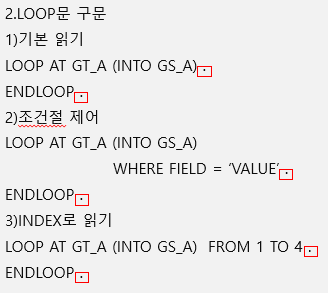 2.LOOP문 구문
1)기본 읽기
LOOP AT GT_A (INTO GS_A).
ENDLOOP.
2)조건절 제어
LOOP AT GT_A (INTO GS_A)
WHERE FIELD = ‘VALUE’.
ENDLOOP.
3)INDEX로 읽기
LOOP AT GT_A (INTO GS_A)  FROM 1 TO 4.
ENDLOOP.